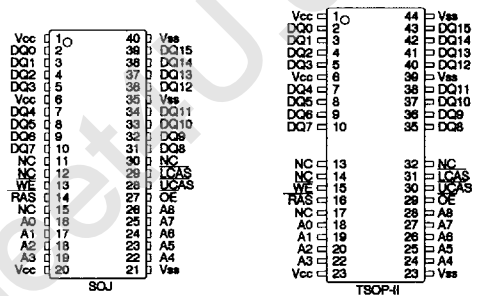 Vcc 1 40 Vss
DQ0 2 39 DQ15
DQ1 3 38 DQ14
DQ2 4 37 DQ13
DQ3 5 36 DQ12
Vcc 6 35 Vss
DQ4 7 34 DQ11
DQ5 8 33 DQ10
DQ6 9 32 DQ9
DQ7 10 31 DQ8
NC 11 30 NC
NC 12 29 LCAS
WE 13 28 UCAS
RAS 14 27 OE
NC 15 26 A8
A0 16 25 A7
A1 17 24 A6
A2 18 23 A5
A3 19 22 A4
Vcc 20 21 Vss
SOJ
Vcc 1 44 Vss
DQ0 2 43 DQ15
DQ1 3 42 DQ14
DQ2 4 41 DQ13
DQ3 5 40 DQ12
Vcc 6 39 Vss
DQ4 7 38 DQ11
DQ5 8 37 DQ10
DQ6 9 36 DQ9
DQ7 10 35 DQ8
NC 13 32 NC
NC 14 31 LCAS
WE 15 30 UCAS
RAS 16 29 OE
NC 17 28 A8
A0 18 27 A7
A1 19 26 A6
A2 20 25 A5
A3 22 24 A4
Vcc 23 23 Vss
TSOP-II